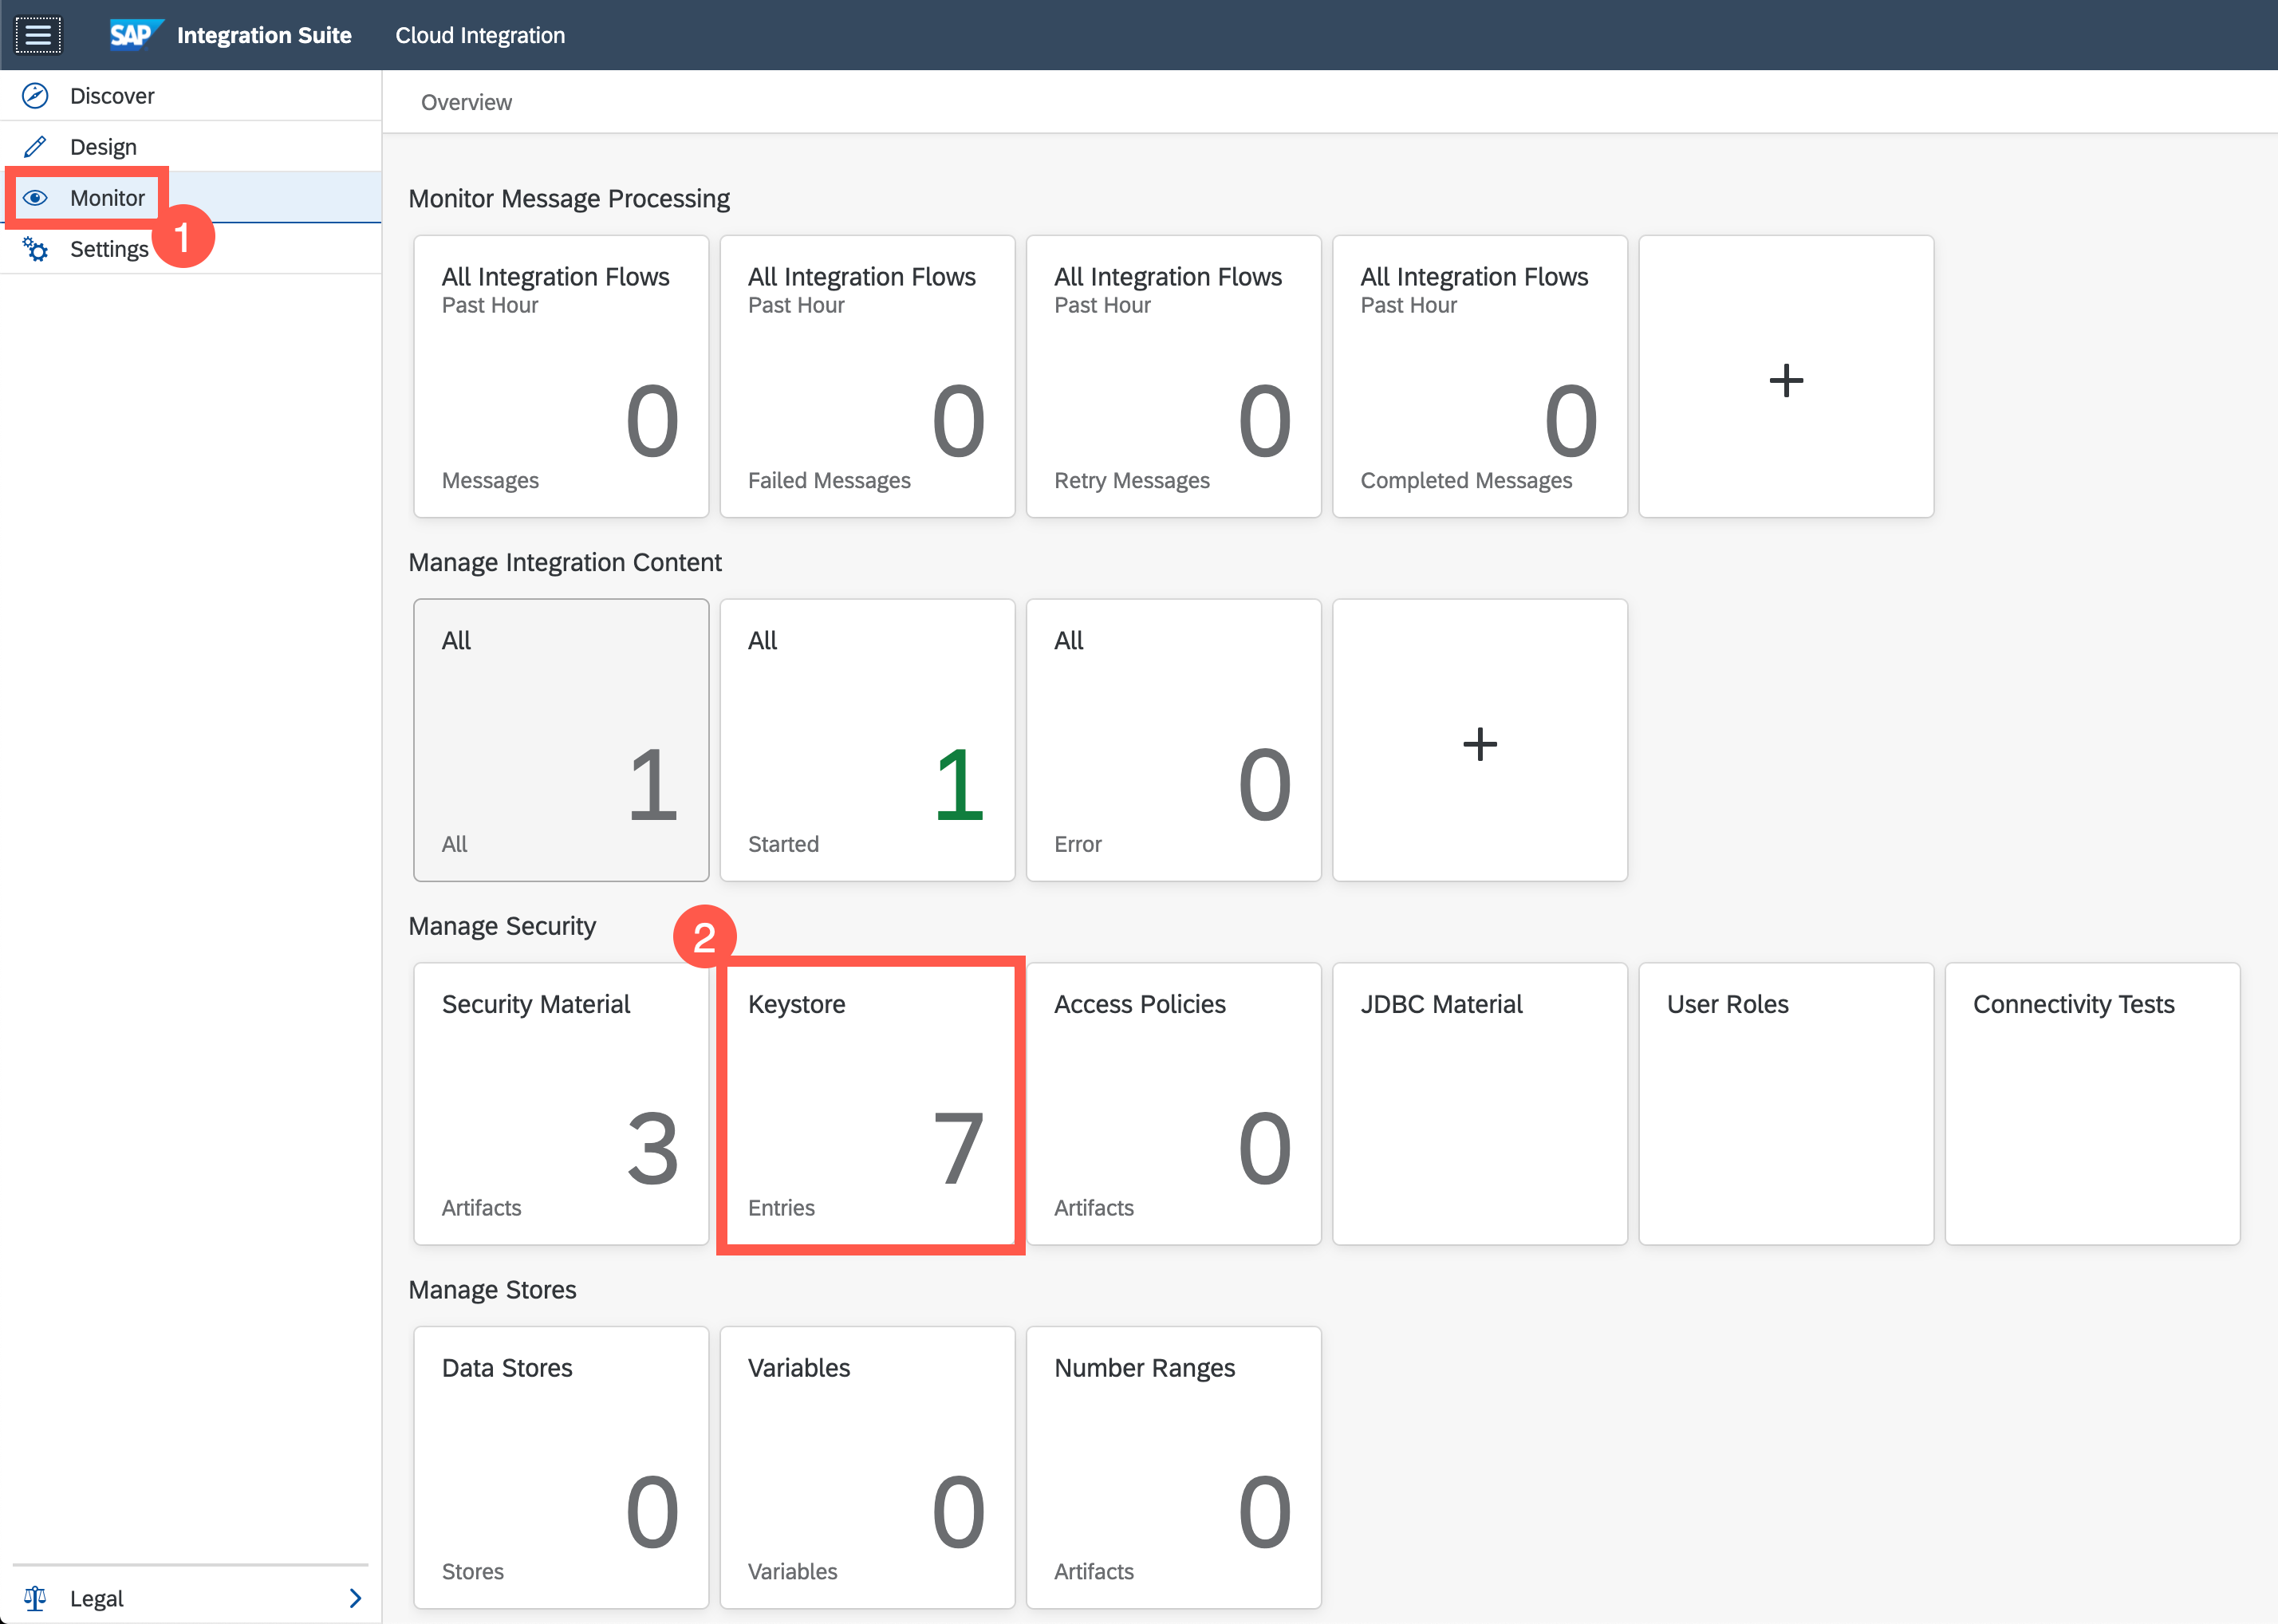 SAP Integration Suite Cloud Integration
Discover
Design
Monitor
1
Settings
Legal
Overview
Monitor Message Processing
All Integration Flows
Past Hour
0
Messages
All Integration Flows
Past Hour
0
Failed Messages
All Integration Flows
Past Hour
0
Retry Messages
All Integration Flows
Past Hour
0
Completed Messages
+
Manage Integration Content
All
1
All
All
1
Started
All
0
Error
+
Manage Security
2
Security Material
3
Artifacts
Keystore
7
Entries
Access Policies
0
Artifacts
JDBC Material
User Roles
Connectivity Tests
Manage Stores
Data Stores
0
Stores
Variables
0
Variables
Number Ranges
0
Artifacts